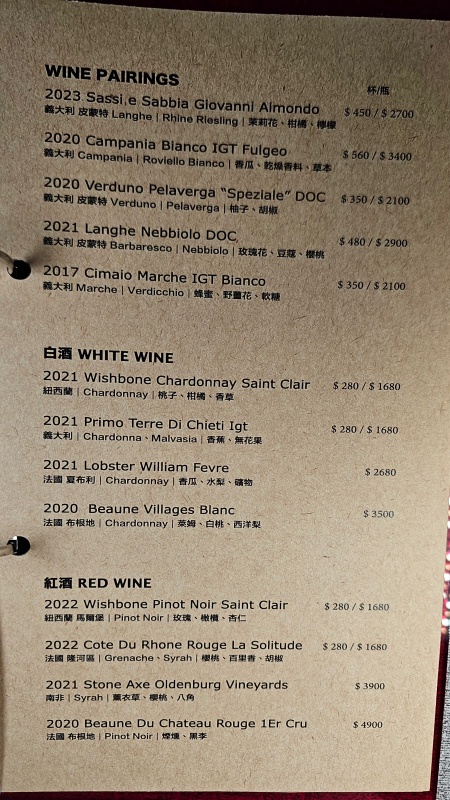 WINE PAIRINGS
杯/瓶
2023 Sassi e Sabbia Giovanni Almondo $ 450 / $ 2700
義大利 皮蒙特 Langhe | Rhine Riesling | 茉莉花、柑橘、檸檬
2020 Campania Bianco IGT Fulgeo $ 560 / $ 3400
義大利 Campania | Roviello Bianco | 香瓜、乾燥香料、草本
2020 Verduno Pelaverga “Speziale” DOC $ 350 / $ 2100
義大利 皮蒙特 Verduno | Pelaverga | 柚子、胡椒
2021 Langhe Nebbiolo DOC $ 480 / $ 2900
義大利 皮蒙特 Barbaresco | Nebbiolo | 玫瑰花、豆蔻、櫻桃
2017 Cimaio Marche IGT Bianco $ 350 / $ 2100
義大利 Marche | Verdicchio | 蜂蜜、野薑花、軟糖
白酒 WHITE WINE
2021 Wishbone Chardonnay Saint Clair $ 280 / $ 1680
紐西蘭 | Chardonnay | 桃子、柑橘、香草
2021 Primo Terre Di Chieti Igt $ 280 / $ 1680
義大利 | Chardonna、Malvasia | 香蕉、無花果
2021 Lobster William Fevre $ 2680
法國 夏布利 | Chardonnay | 香瓜、水梨、礦物
2020 Beaune Villages Blanc $ 3500
法國 布根地 | Chardonnay | 萊姆、白桃、西洋梨
紅酒 RED WINE
2022 Wishbone Pinot Noir Saint Clair $ 280 / $ 1680
紐西蘭 馬爾堡 | Pinot Noir | 玫瑰、橄欖、杏仁
2022 Cote Du Rhone Rouge La Solitude $ 280 / $ 1680
法國 隆河區 | Grenache、Syrah | 櫻桃、百里香、胡椒
2021 Stone Axe Oldenburg Vineyards $ 3900
南非 | Syrah | 薰衣草、櫻桃、八角
2020 Beaune Du Chateau Rouge 1Er Cru $ 4900
法國 布根地 | Pinot Noir | 煙燻、黑李